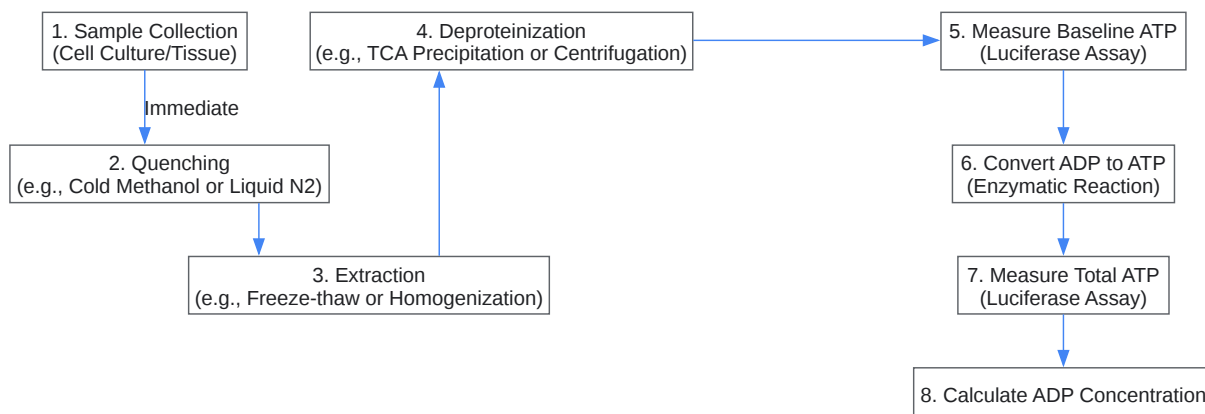 1. Sample Collection
(Cell Culture/Tissue)
Immediate
2. Quenching
(e.g., Cold Methanol or Liquid N2)
3. Extraction
(e.g., Freeze-thaw or Homogenization)
4. Deproteinization
(e.g., TCA Precipitation or Centrifugation)
5. Measure Baseline ATP
(Luciferase Assay)
6. Convert ADP to ATP
(Enzymatic Reaction)
7. Measure Total ATP
(Luciferase Assay)
8. Calculate ADP Concentration